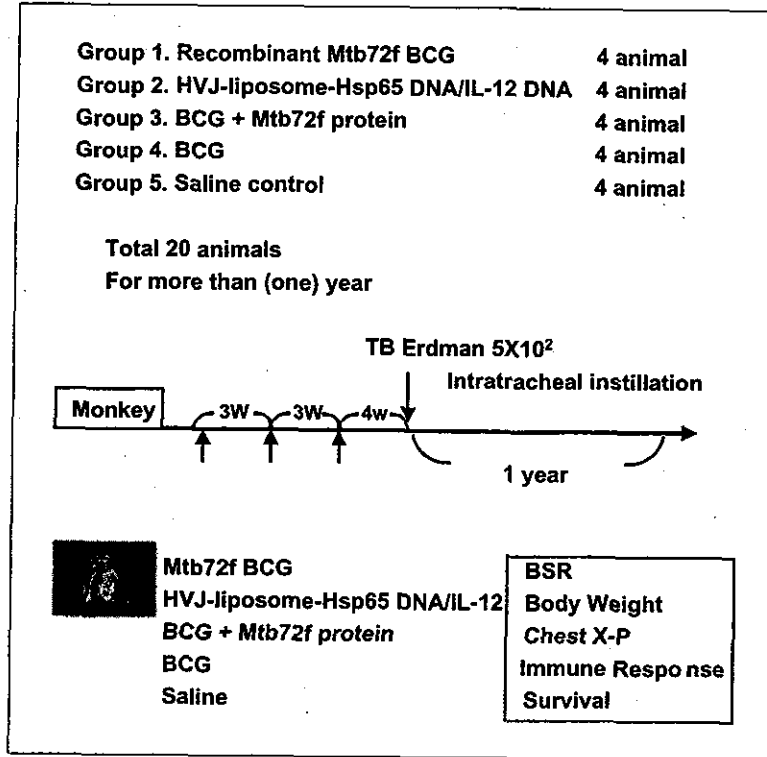 Group 1. Recombinant Mtb72f BCG 4 animal
Group 2. HVJ-liposome-Hsp65 DNA/IL-12 DNA 4 animal
Group 3. BCG + Mtb72f protein 4 animal
Group 4. BCG 4 animal
Group 5. Saline control 4 animal
Total 20 animals
For more than (one) year
TB Erdman 5X10²
Intratracheal instillation
Monkey
3W 3W 4w
1 year
Mtb72f BCG
HVJ-liposome-Hsp65 DNA/IL-12
BCG + Mtb72f protein
BCG
Saline
BSR
Body Weight
Chest X-P
Immune Response
Survival